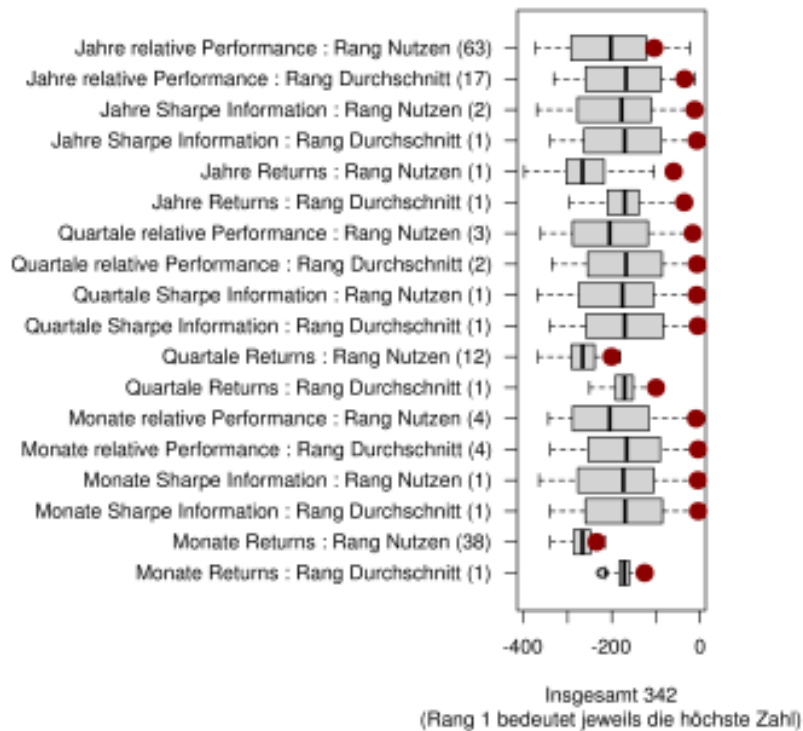 Jahre relative Performance : Rang Nutzen (63)
Jahre relative Performance : Rang Durchschnitt (17)
Jahre Sharpe Information : Rang Nutzen (2)
Jahre Sharpe Information : Rang Durchschnitt (1)
Jahre Returns : Rang Nutzen (1)
Jahre Returns : Rang Durchschnitt (1)
Quartale relative Performance : Rang Nutzen (3)
Quartale relative Performance : Rang Durchschnitt (2)
Quartale Sharpe Information : Rang Nutzen (1)
Quartale Sharpe Information : Rang Durchschnitt (1)
Quartale Returns : Rang Nutzen (12)
Quartale Returns : Rang Durchschnitt (1)
Monate relative Performance : Rang Nutzen (4)
Monate relative Performance : Rang Durchschnitt (4)
Monate Sharpe Information : Rang Nutzen (1)
Monate Sharpe Information : Rang Durchschnitt (1)
Monate Returns : Rang Nutzen (38)
Monate Returns : Rang Durchschnitt (1)
-400 -200 0
Insgesamt 342
(Rang 1 bedeutet jeweils die höchste Zahl)